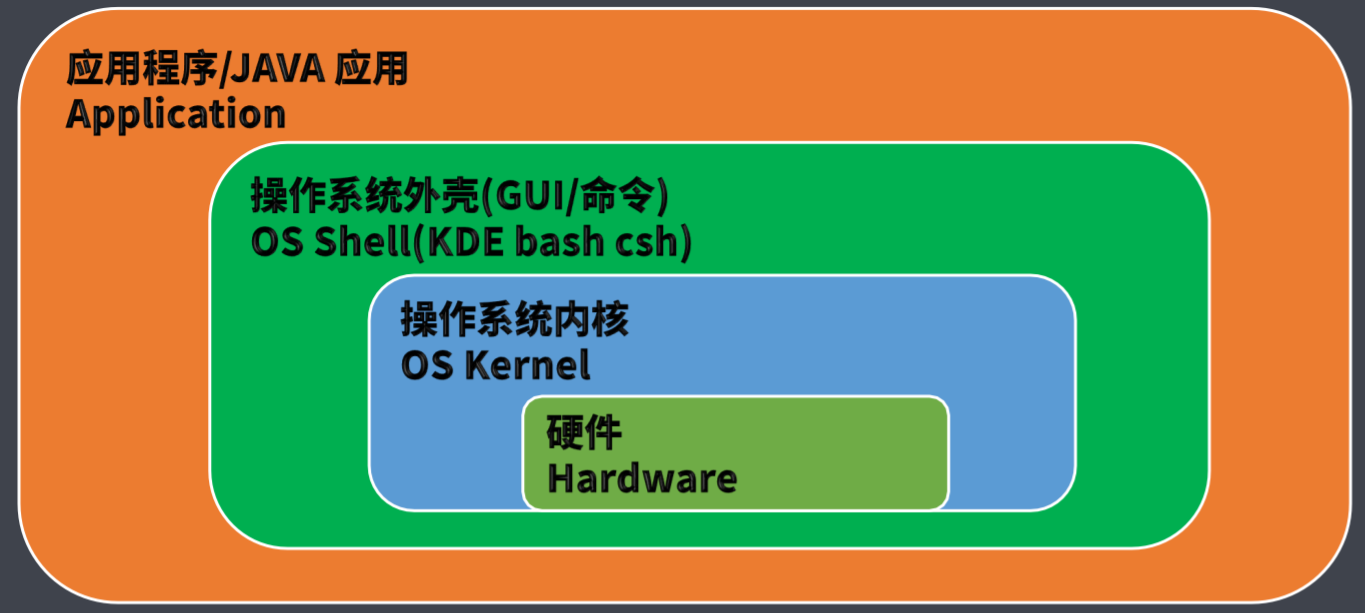 应用程序/JAVA 应用
Application
操作系统外壳(GUI/命令)
OS Shell(KDE bash csh)
操作系统内核
OS Kernel
硬件
Hardware